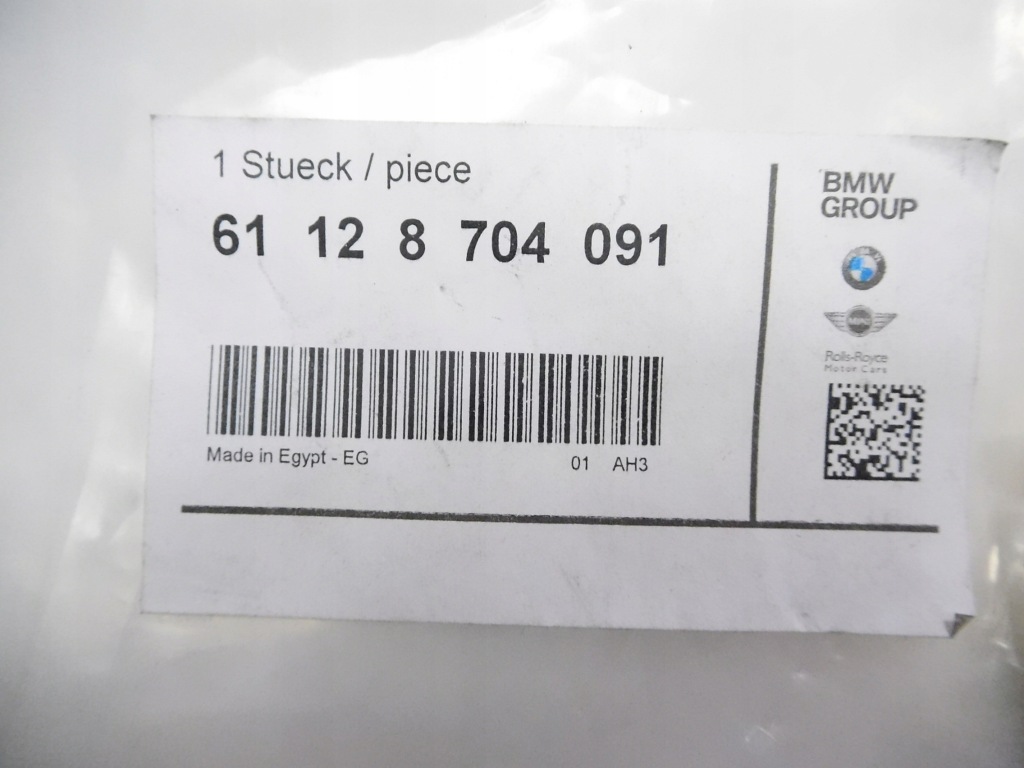 1 Stueck / piece
61 12 8 704 091
Made in Egypt - EG
01 AH3
BMW
GROUP
MINI
Rolls-Royce
Motor Cars